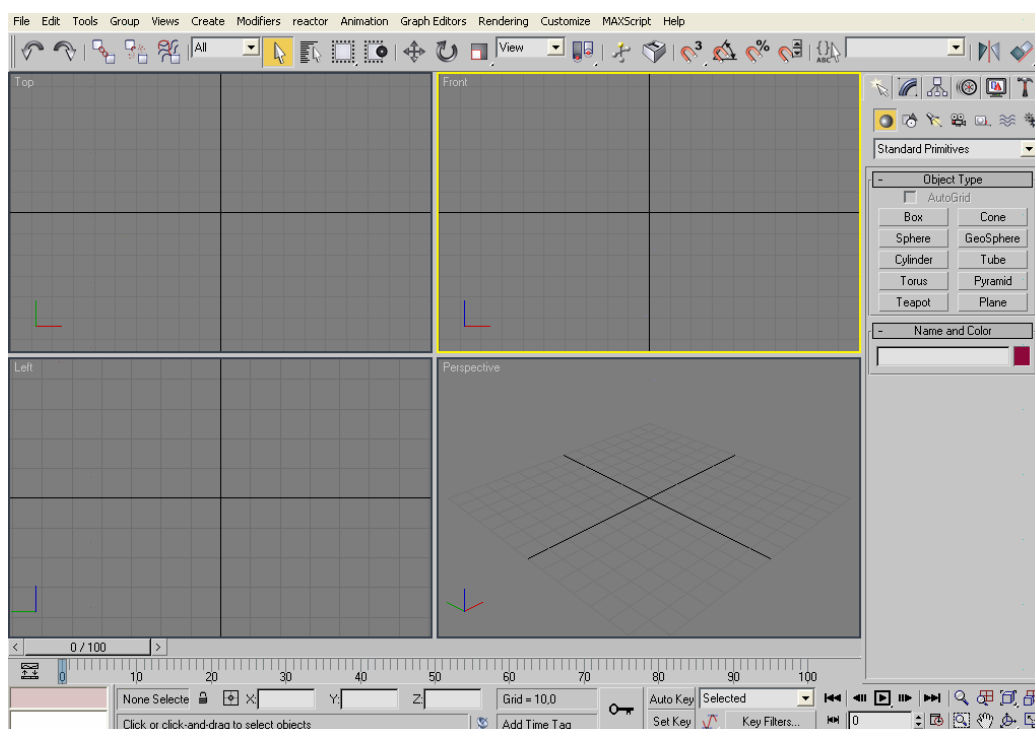 File Edit Tools Group Views Create Modifiers reactor Animation Graph Editors Rendering Customize MAXScript Help
All View 3 % {} ABC
Top Front
Standard Primitives
- Object Type
AutoGrid
Box Cone
Sphere GeoSphere
Cylinder Tube
Torus Pyramid
Teapot Plane
- Name and Color
Left Perspective
< 0 / 100 >
0 10 20 30 40 50 60 70 80 90 100
None Selecte X: Y: Z: Grid = 10,0 Auto Key Selected
Click or click-and-drag to select objects Add Time Tag Set Key Key Filters... 0